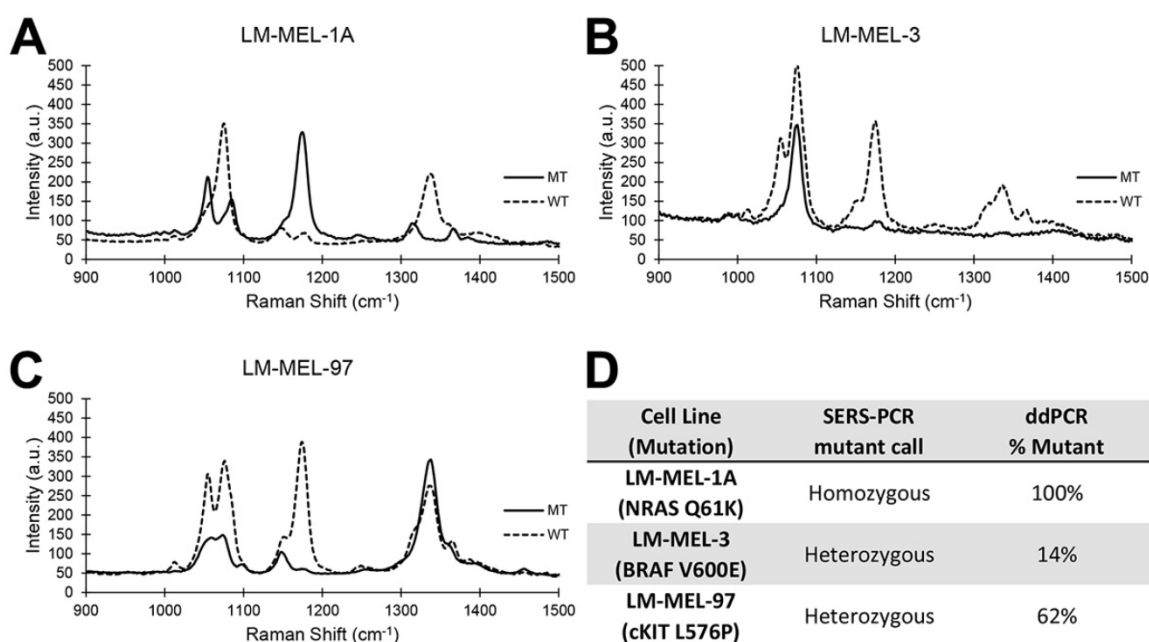 A
LM-MEL-1A
Intensity (a.u.)
500
450
400
350
300
250
200
150
100
50
0
MT
WT
900 1000 1100 1200 1300 1400 1500
Raman Shift (cm-1)
B
LM-MEL-3
Intensity (a.u.)
500
450
400
350
300
250
200
150
100
50
0
MT
WT
900 1000 1100 1200 1300 1400 1500
Raman Shift (cm-1)
C
LM-MEL-97
Intensity (a.u.)
500
450
400
350
300
250
200
150
100
50
0
MT
WT
900 1000 1100 1200 1300 1400 1500
Raman Shift (cm-1)
D
Cell Line SERS-PCR ddPCR
(Mutation) mutant call % Mutant
LM-MEL-1A
(NRAS Q61K) Homozygous 100%
LM-MEL-3
(BRAF V600E) Heterozygous 14%
LM-MEL-97
(cKIT L576P) Heterozygous 62%